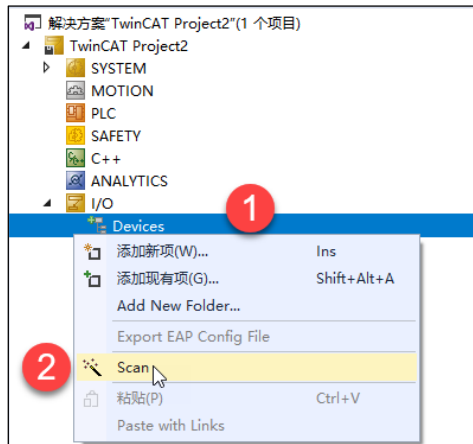 解决方案"TwinCAT Project2"(1 个项目)
TwinCAT Project2
SYSTEM
MOTION
PLC
SAFETY
C++
ANALYTICS
I/O
1
Devices
添加新项(W)... Ins
添加现有项(G)... Shift+Alt+A
Add New Folder...
Export EAP Config File
2 Scan
粘贴(P) Ctrl+V
Paste with Links